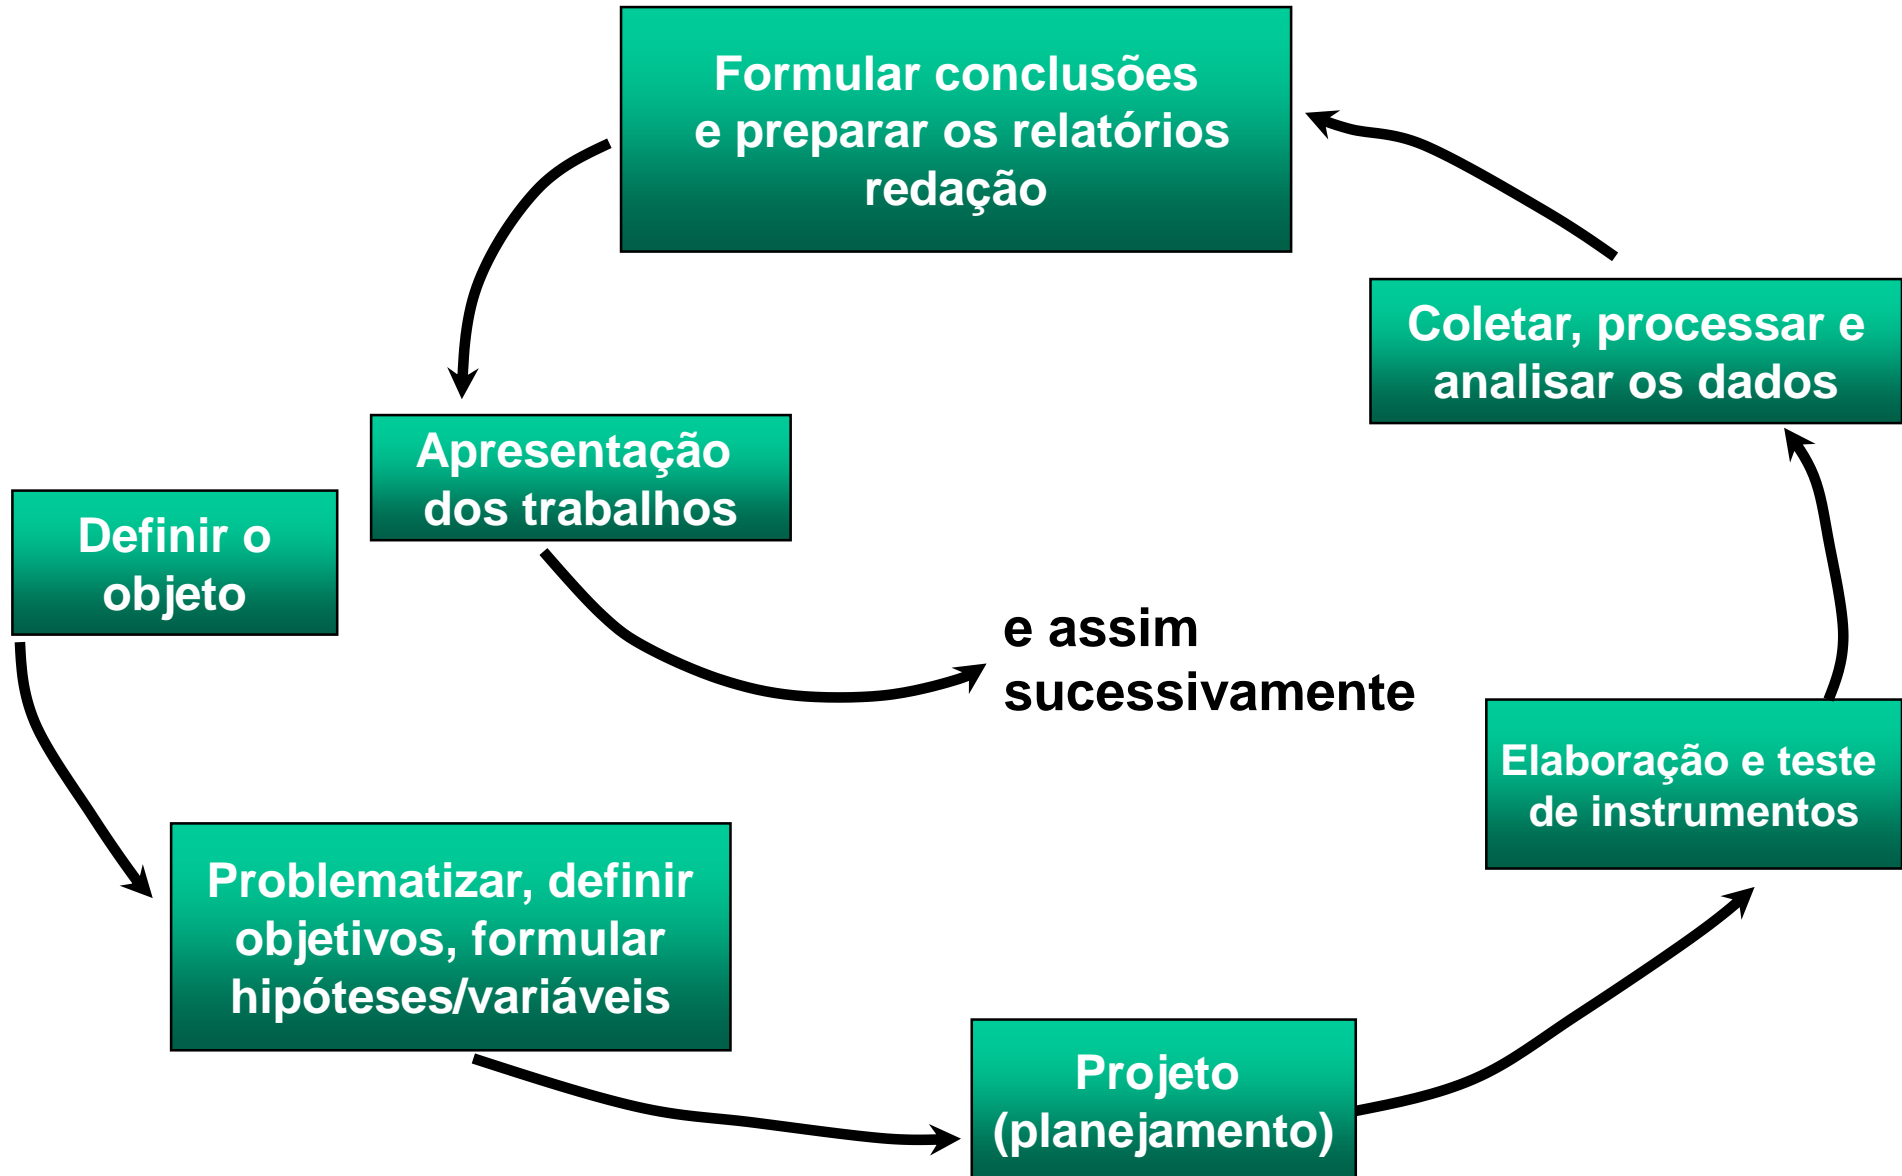 Formular conclusões
e preparar os relatórios
redação
Coletar, processar e
analisar os dados
Apresentação
dos trabalhos
Definir o
objeto
e assim
sucessivamente
Elaboração e teste
de instrumentos
Problematizar, definir
objetivos, formular
hipóteses/variáveis
Projeto
(planejamento)